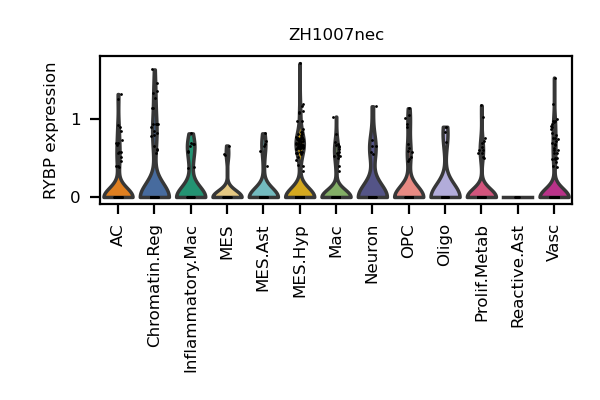 ZH1007nec
RYBP expression
1
0
AC
Chromatin.Reg
Inflammatory.Mac
MES
MES.Ast
MES.Hyp
Mac
Neuron
OPC
Oligo
Prolif.Metab
Reactive.Ast
Vasc